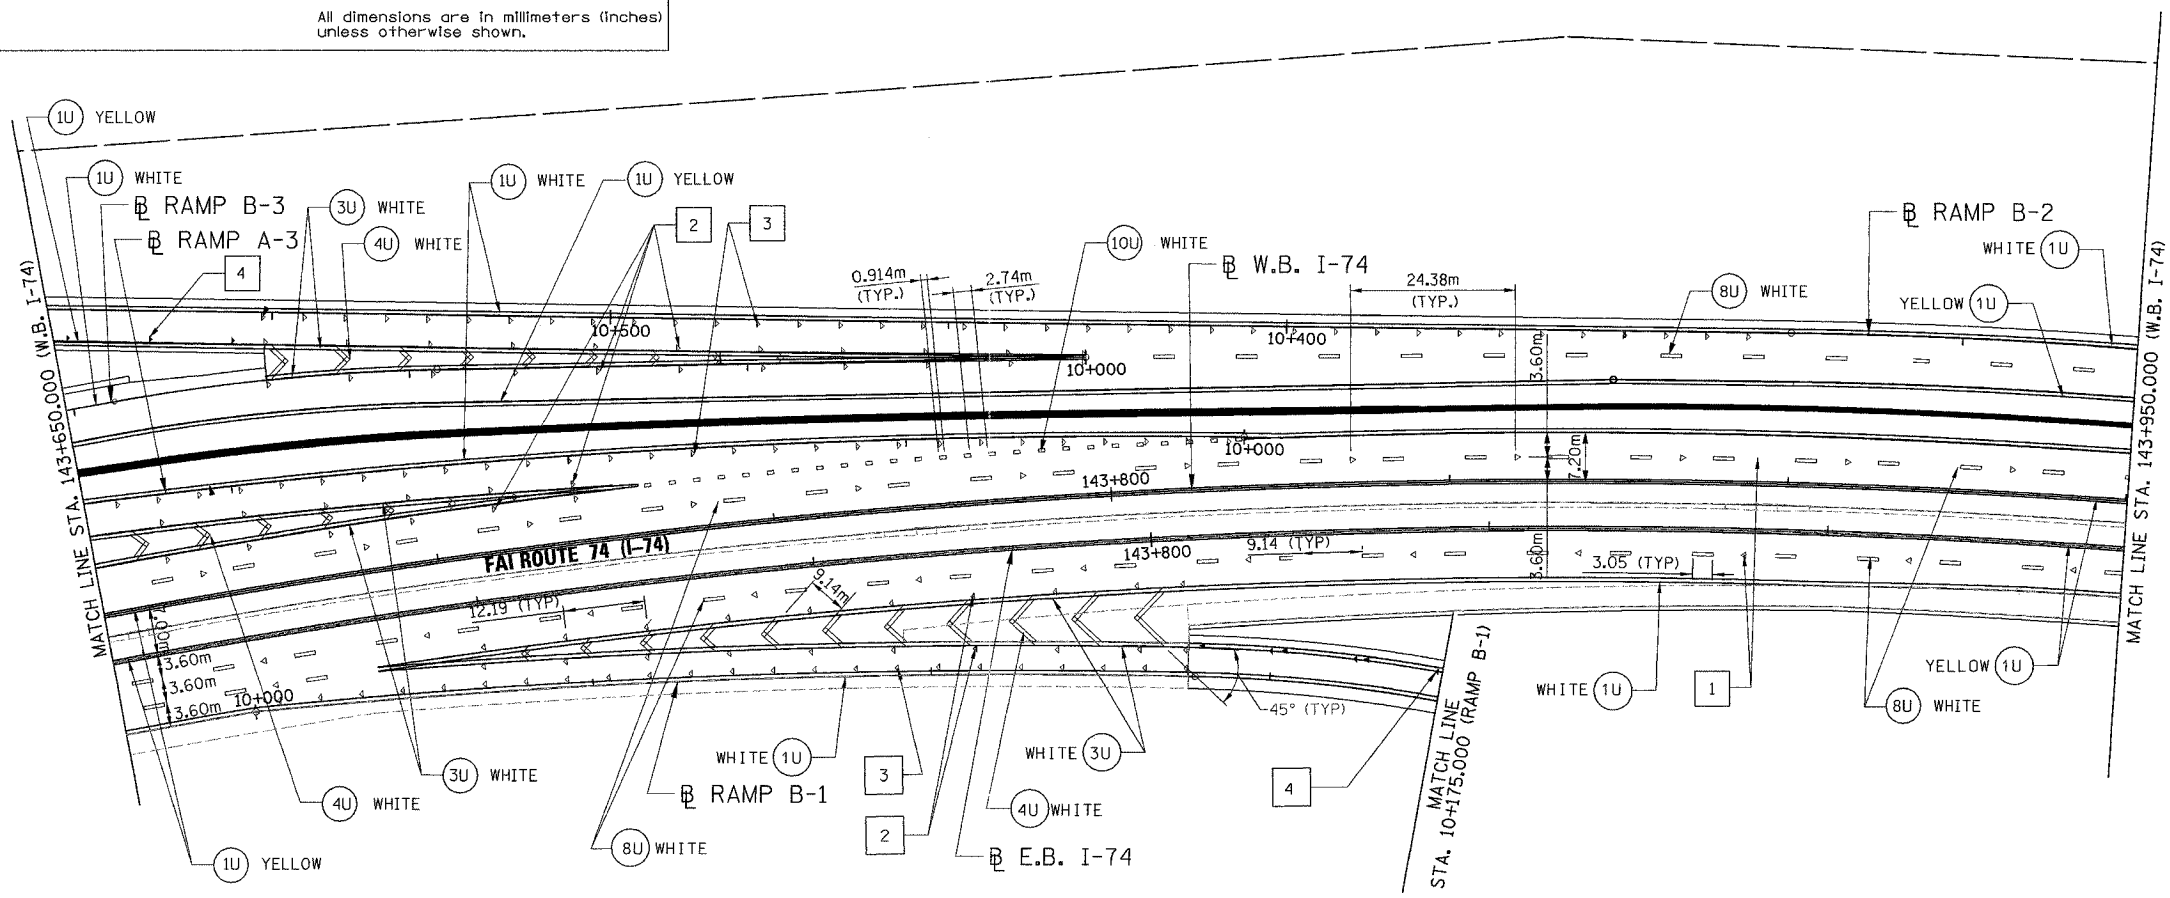 All dimensions are in millimeters (inches)
unless otherwise shown.
1U YELLOW
1U WHITE
℄ RAMP B-3
℄ RAMP A-3
4
3U WHITE
4U WHITE
1U WHITE
1U YELLOW
2
3
10U WHITE
0.914m
(TYP.)
2.74m
(TYP.)
℄ W.B. I-74
24.38m
(TYP.)
8U WHITE
℄ RAMP B-2
WHITE 1U
YELLOW 1U
10+500
10+400
10+000
3.60m
10+000
7.20m
143+800
FAI ROUTE 74 (I-74)
143+800
9.14 (TYP)
3.60m
3.05 (TYP)
12.19 (TYP)
9.14m
3.60m
3.60m
3.60m
10+000
45° (TYP)
WHITE 1U
1
YELLOW 1U
8U WHITE
WHITE 1U
3
WHITE 3U
3U WHITE
4
4U WHITE
℄ RAMP B-1
4U WHITE
2
8U WHITE
1U YELLOW
℄ E.B. I-74
MATCH LINE STA. 143+650.000 (W.B. I-74)
MATCH LINE
STA. 10+175.000 (RAMP B-1)
MATCH LINE STA. 143+950.000 (W.B. I-74)